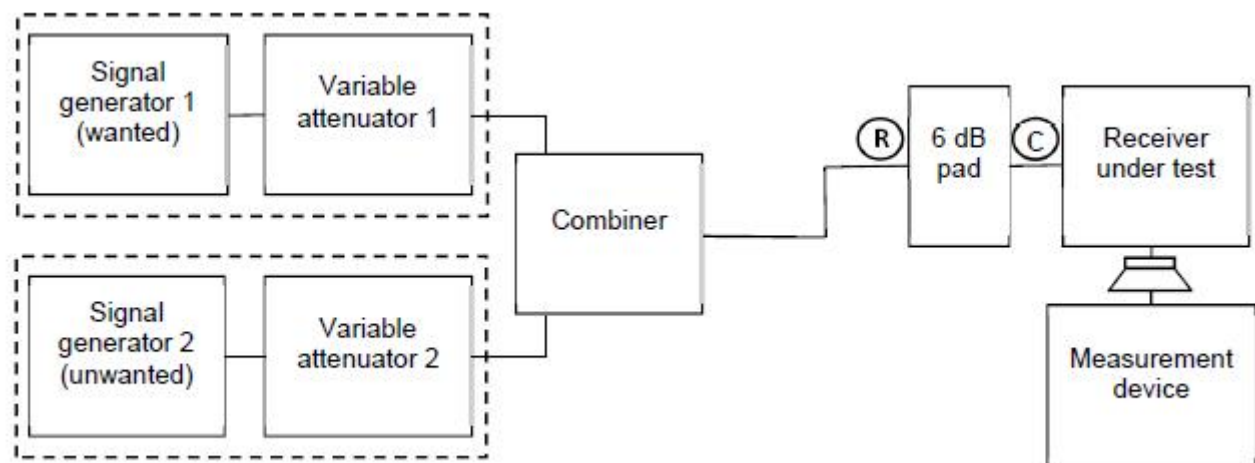 Signal
generator 1
(wanted)
Variable
attenuator 1
Combiner
R
6 dB
pad
C
Receiver
under test
Signal
generator 2
(unwanted)
Variable
attenuator 2
Measurement
device